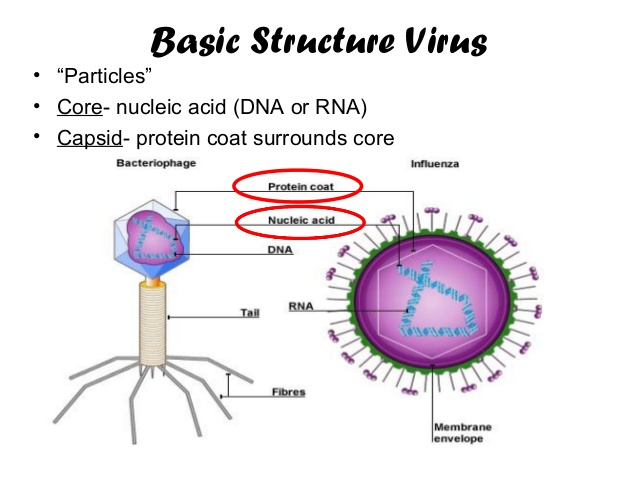 Basic Structure Virus
• “Particles”
• Core- nucleic acid (DNA or RNA)
• Capsid- protein coat surrounds core
Bacteriophage
Influenza
Protein coat
Nucleic acid
DNA
RNA
Tail
Fibres
Membrane
envelope